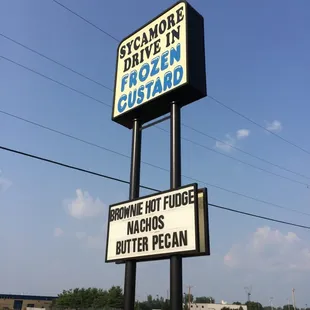 SYCAMORE
DRIVE IN
FROZEN
CUSTARD
BROWNIE HOT FUDGE
NACHOS
BUTTER PECAN